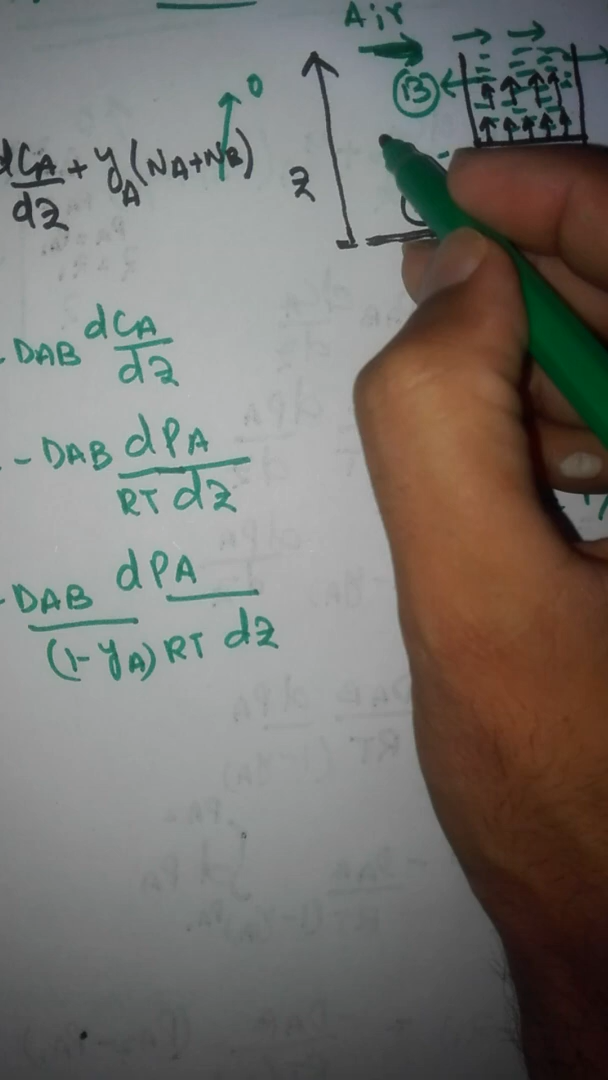 Air
B
0
dCA/dz + yA(NA+NB)
z
-DAB dCA/dz
-DAB dPA/RT dz
-DAB dPA/(1-yA) RT dz